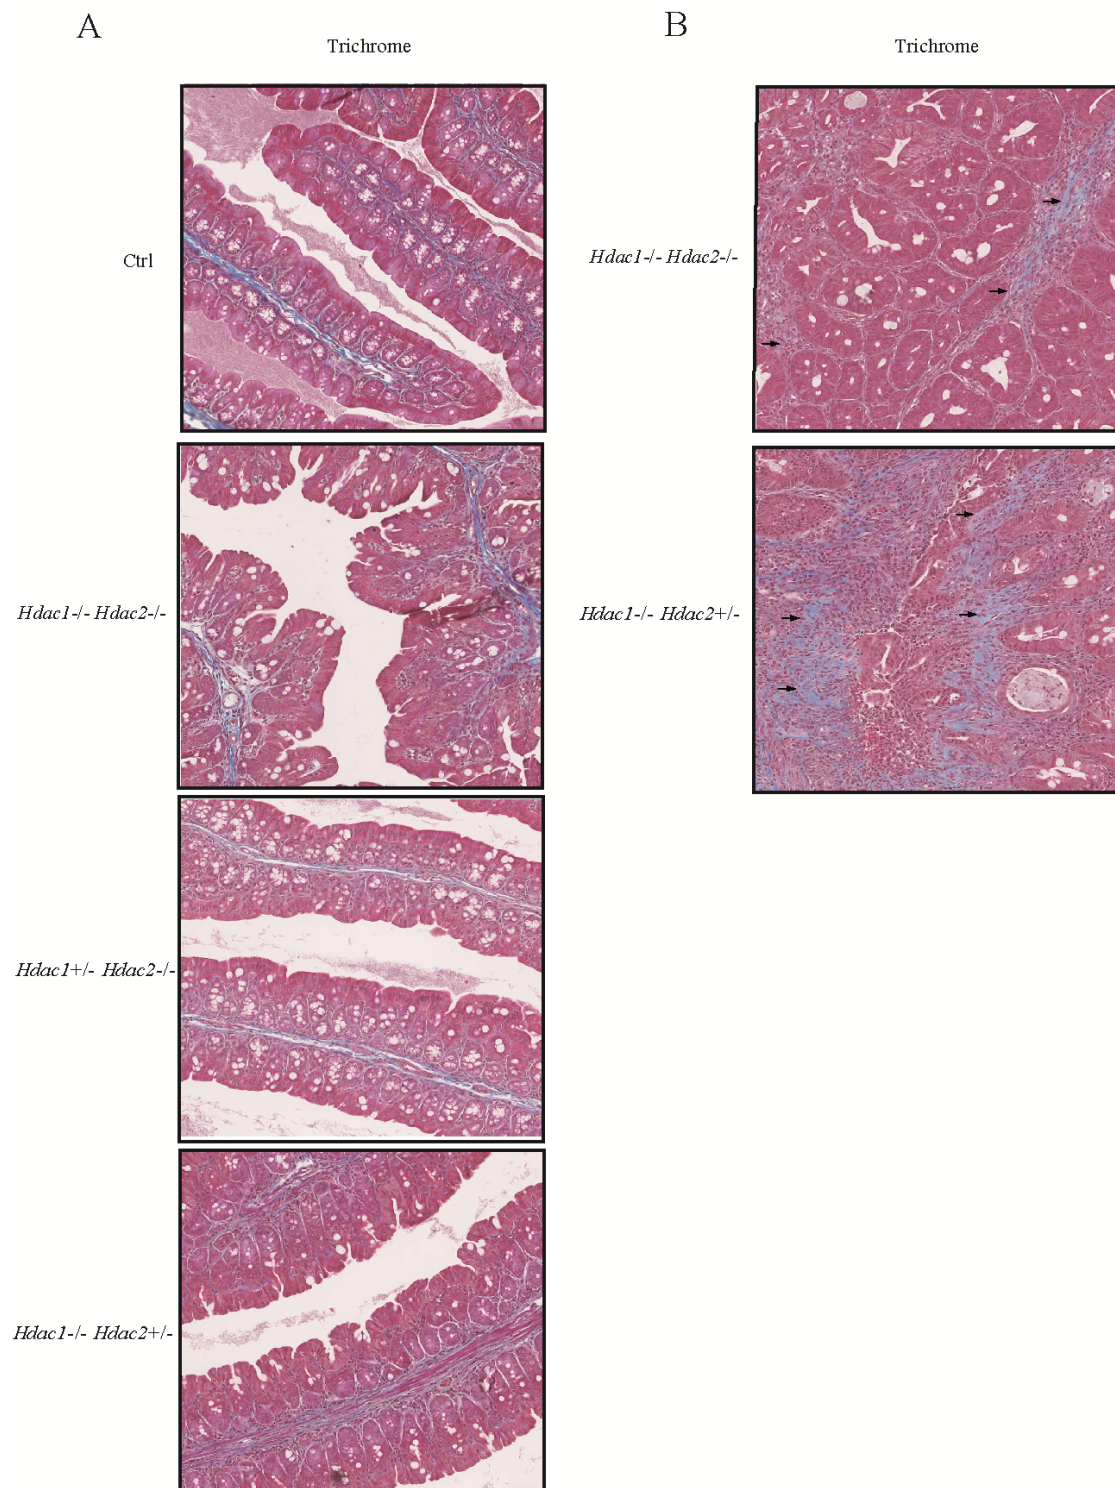 A
B
Trichrome
Trichrome
Ctrl
Hdac1-/- Hdac2-/-
Hdac1-/- Hdac2-/-
Hdac1+/- Hdac2-/-
Hdac1-/- Hdac2+/-
Hdac1-/- Hdac2+/-